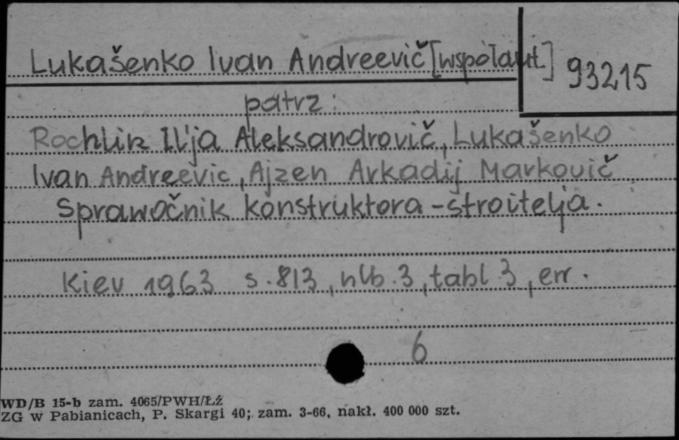 Lukašenko Ivan Andreevič [wspólaut.]
93215
patrz:
Rochlin Il'ja Aleksandrovič, Lukašenko
Ivan Andreevic, Ajzen Arkadij Markovič
Sprawočnik konstruktora-stroitelja.
Kiev 1963 s. 813, nlb. 3, tabl 3, err.
6
WD/B 15-b zam. 4065/PWH/Łź
ZG w Pabianicach, P. Skargi 40; zam. 3-66, nakł. 400 000 szt.